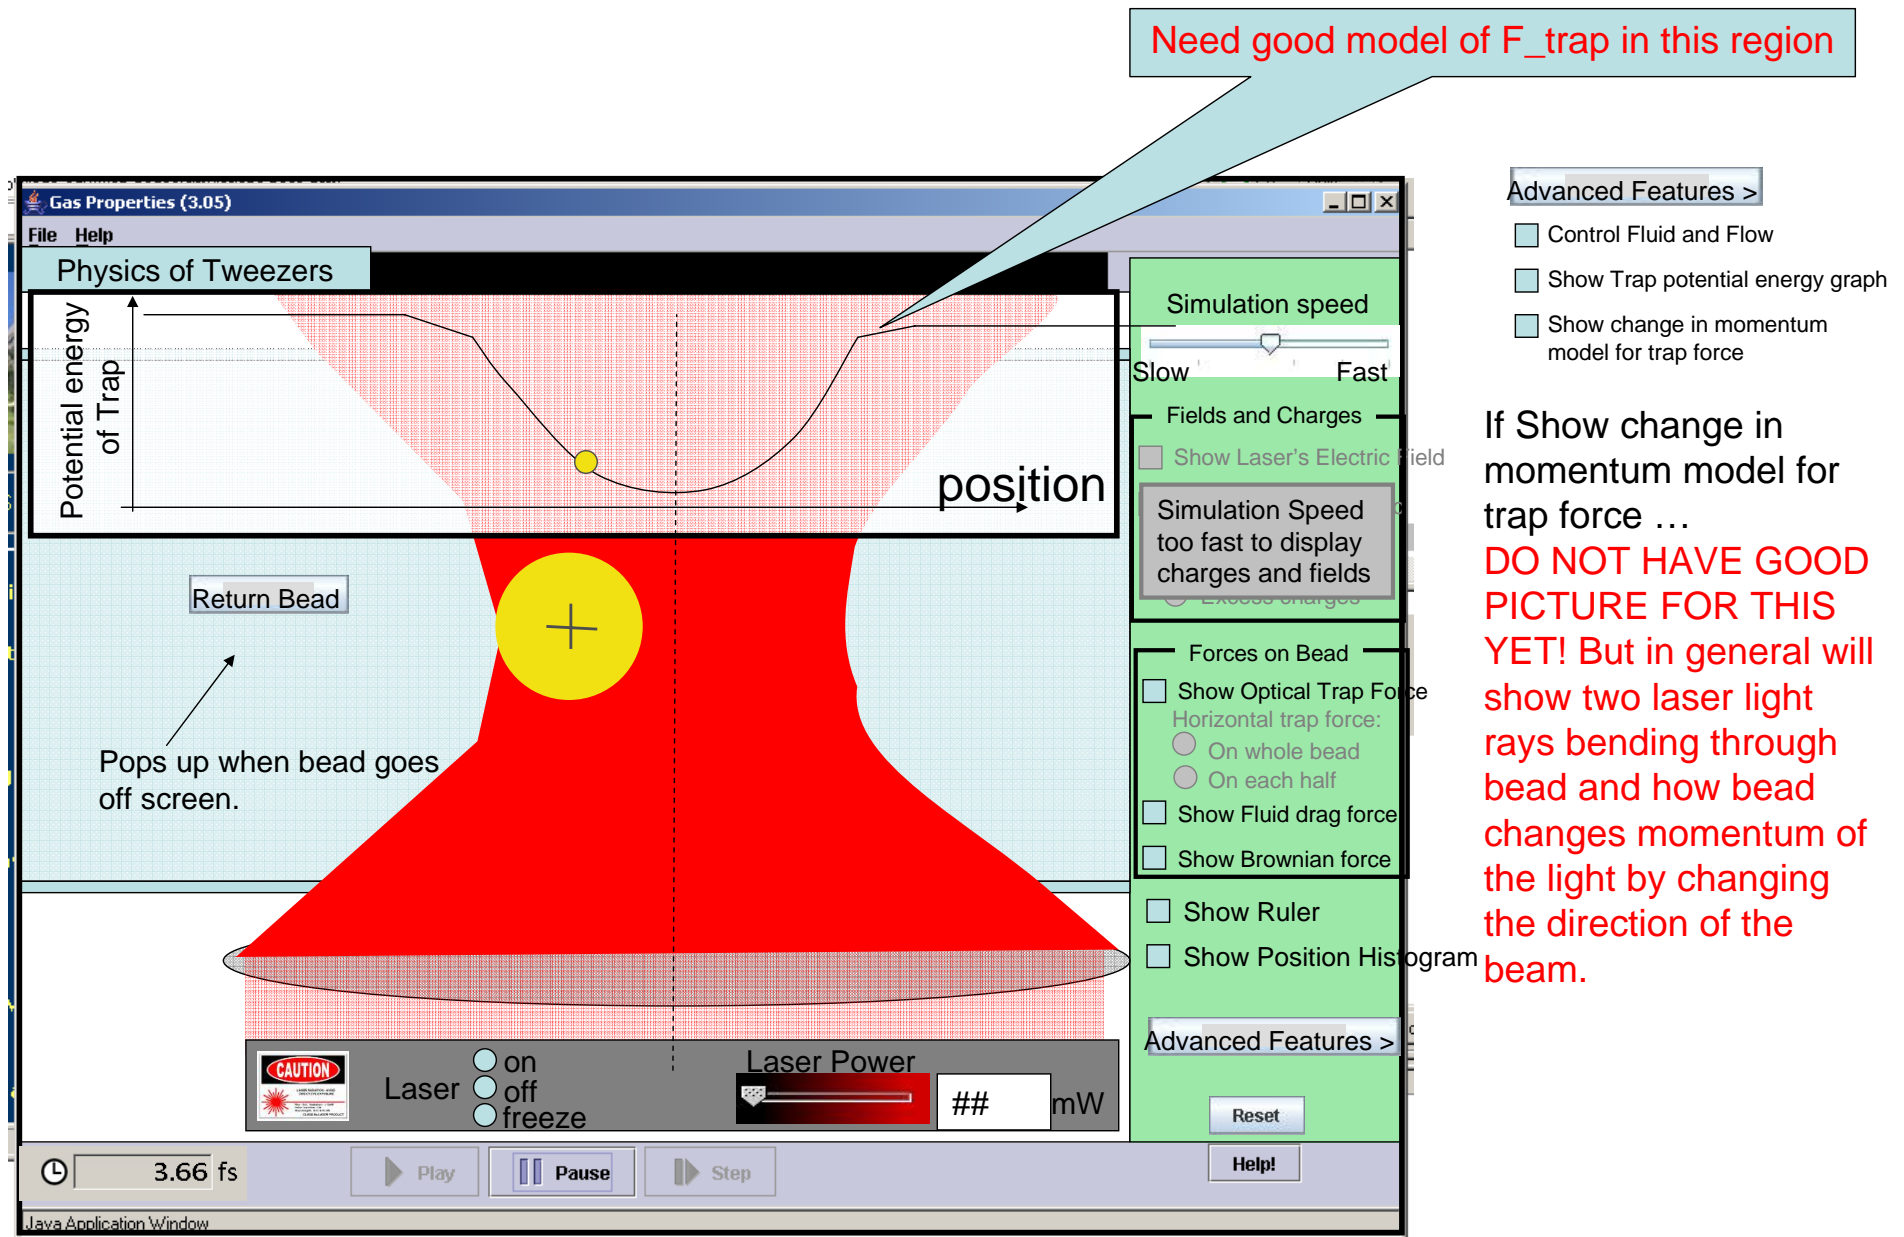 Need good model of F_trap in this region
Gas Properties (3.05)
File Help
Physics of Tweezers
Potential energy
of Trap
position
Return Bead
Pops up when bead goes
off screen.
Simulation speed
Slow Fast
Fields and Charges
Show Laser's Electric Field
Simulation Speed
too fast to display
charges and fields
Excess charges
Forces on Bead
Show Optical Trap Force
Horizontal trap force:
On whole bead
On each half
Show Fluid drag force
Show Brownian force
Show Ruler
Show Position Histogram
Advanced Features >
Reset
Help!
CAUTION
Laser
on
off
freeze
Laser Power
## mW
3.66 fs
Play
Pause
Step
Java Application Window
Advanced Features >
Control Fluid and Flow
Show Trap potential energy graph
Show change in momentum
model for trap force
If Show change in
momentum model for
trap force …
DO NOT HAVE GOOD
PICTURE FOR THIS
YET! But in general will
show two laser light
rays bending through
bead and how bead
changes momentum of
the light by changing
the direction of the
beam.